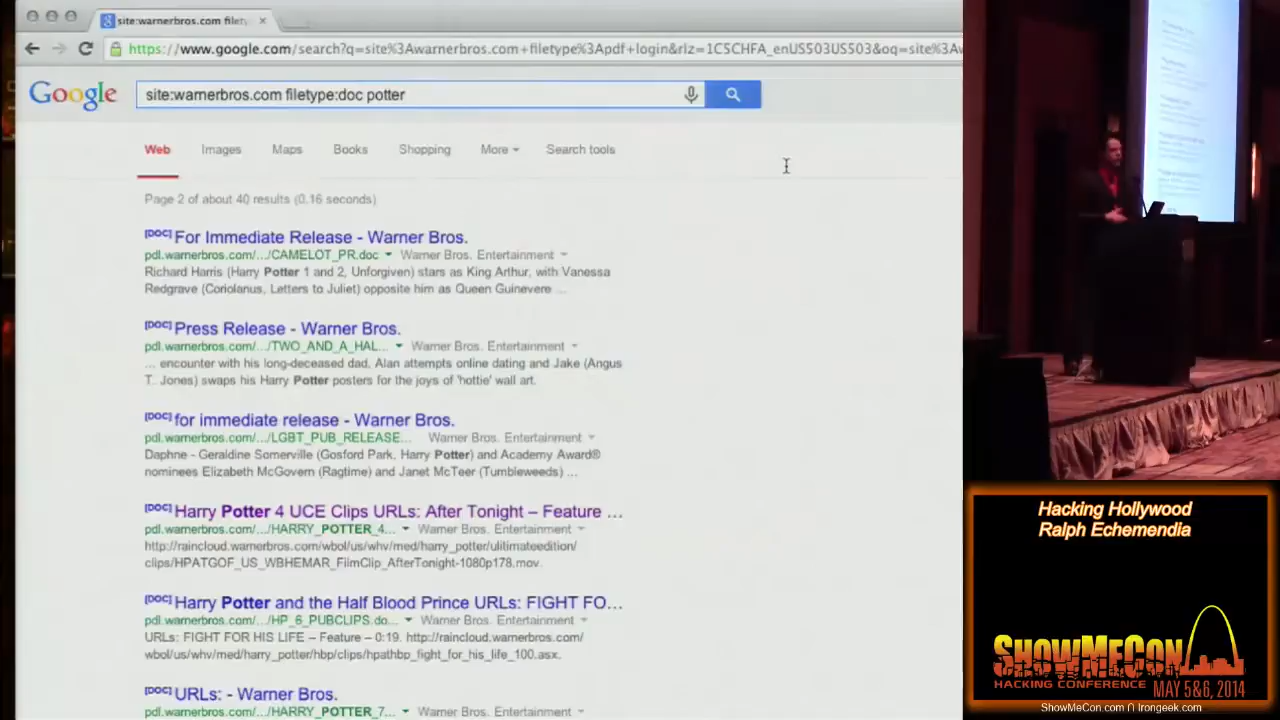 site:warnerbros.com filety
https://www.google.com/search?q=site%3Awarnerbros.com+filetype%3Apdf+login&rlz=1C5CHFA_enUS503US503&oq=site%3Aw
Google
site:warnerbros.com filetype:doc potter
Web Images Maps Books Shopping More Search tools
Page 2 of about 40 results (0.16 seconds)
[DOC] For Immediate Release - Warner Bros.
pdl.warnerbros.com/.../CAMELOT_PR.doc Warner Bros. Entertainment
Richard Harris (Harry Potter 1 and 2, Unforgiven) stars as King Arthur, with Vanessa
Redgrave (Coriolanus, Letters to Juliet) opposite him as Queen Guinevere ...
[DOC] Press Release - Warner Bros.
pdl.warnerbros.com/.../TWO_AND_A_HAL... Warner Bros. Entertainment
... encounter with his long-deceased dad, Alan attempts online dating and Jake (Angus
T. Jones) swaps his Harry Potter posters for the joys of 'hottie' wall art.
[DOC] for immediate release - Warner Bros.
pdl.warnerbros.com/.../LGBT_PUB_RELEASE... Warner Bros. Entertainment
Daphne - Geraldine Somerville (Gosford Park, Harry Potter) and Academy Award®
nominees Elizabeth McGovern (Ragtime) and Janet McTeer (Tumbleweeds) ...
[DOC] Harry Potter 4 UCE Clips URLs: After Tonight – Feature ...
pdl.warnerbros.com/.../HARRY_POTTER_4... Warner Bros. Entertainment
http://raincloud.warnerbros.com/wbol/us/whv/med/harry_potter/ulitimateedition/
clips/HPATGOF_US_WBHEMAR_FilmClip_AfterTonight-1080p178.mov.
[DOC] Harry Potter and the Half Blood Prince URLs: FIGHT FO...
pdl.warnerbros.com/.../HP_6_PUBCLIPS.do... Warner Bros. Entertainment
URLs: FIGHT FOR HIS LIFE – Feature – 0:19. http://raincloud.warnerbros.com/
wbol/us/whv/med/harry_potter/hbp/clips/hpathbp_fight_for_his_life_100.asx.
[DOC] URLs: - Warner Bros.
pdl.warnerbros.com/.../HARRY_POTTER_7... Warner Bros. Entertainment
Hacking Hollywood
Ralph Echemendia
ShowMeCon
HACKING CONFERENCE MAY 5&6, 2014
ShowMeCon.com ∩ Irongeek.com